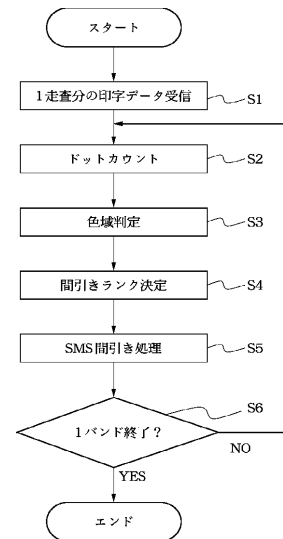 スタート
1走査分の印字データ受信
S1
ドットカウント
S2
色域判定
S3
間引きランク決定
S4
SMS間引き処理
S5
S6
1バンド終了?
NO
YES
エンド